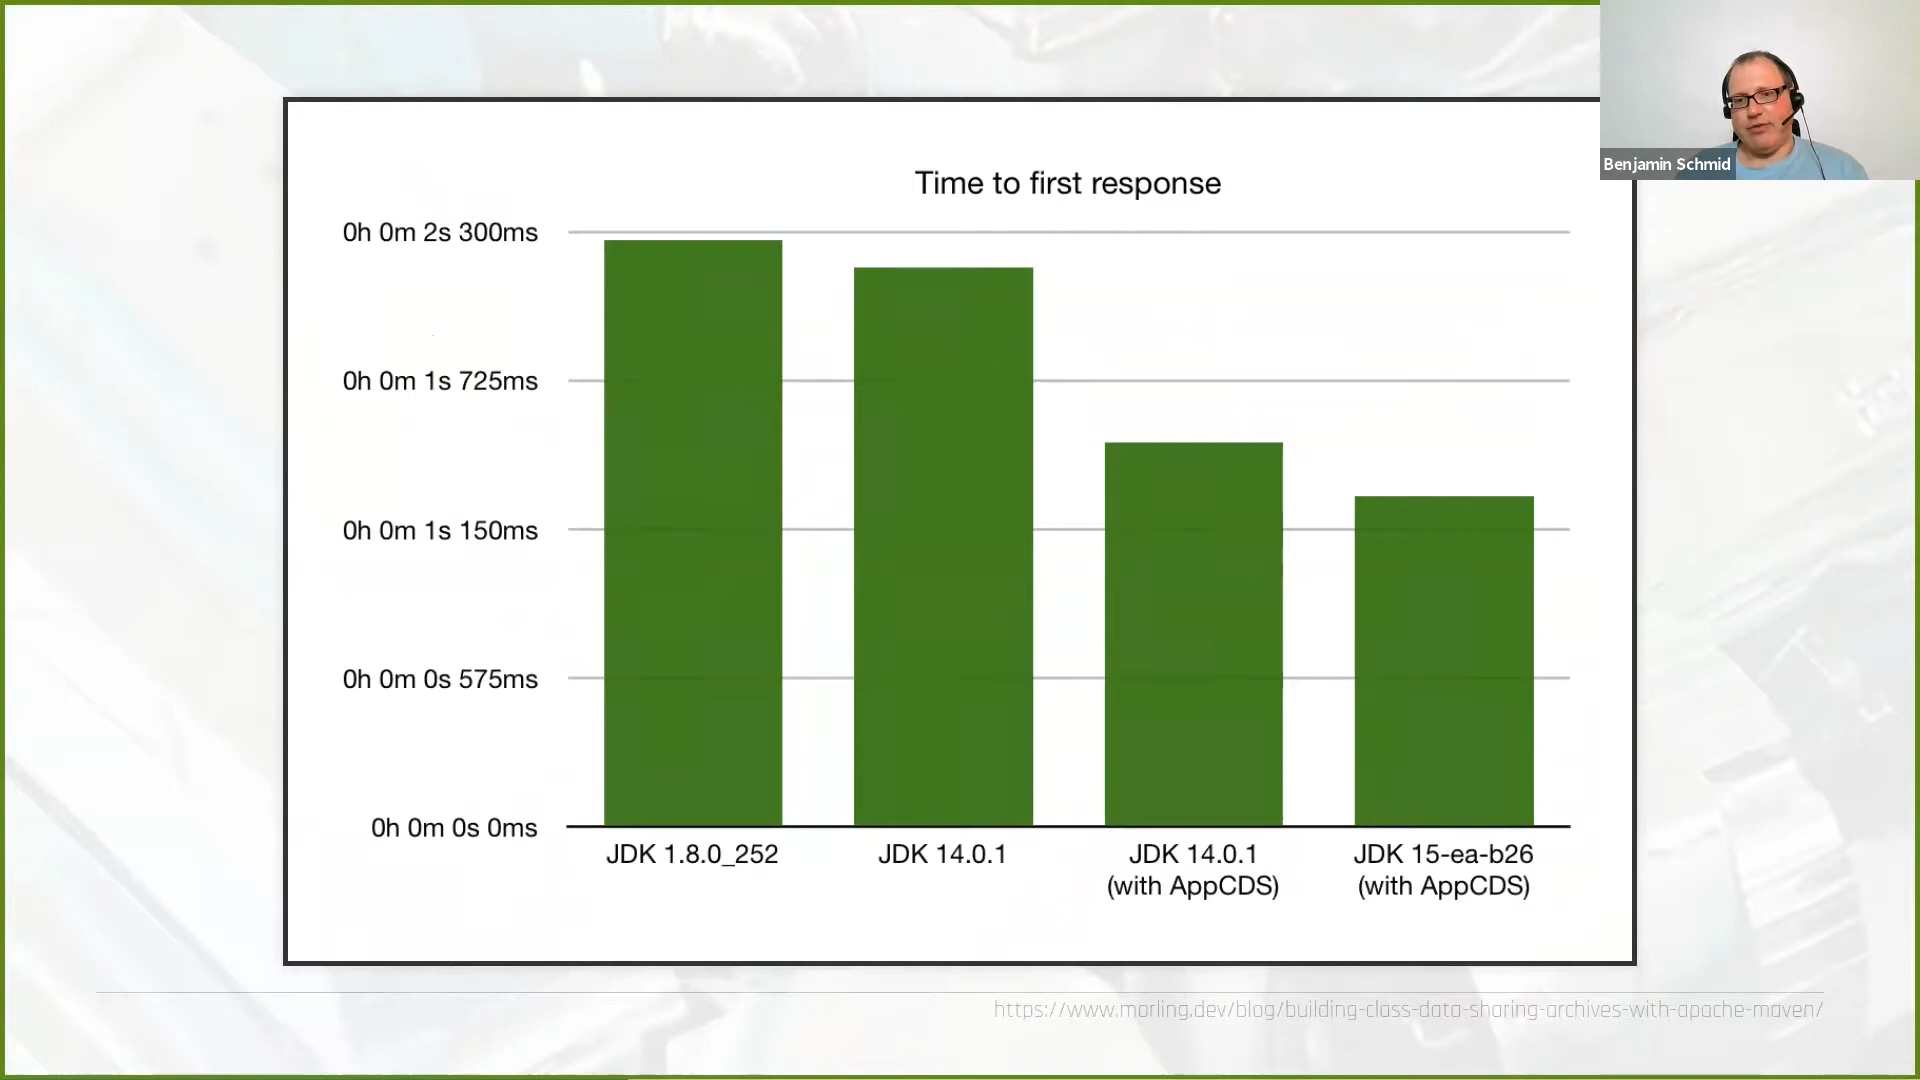 Benjamin Schmid
Time to first response
0h 0m 2s 300ms
0h 0m 1s 725ms
0h 0m 1s 150ms
0h 0m 0s 575ms
0h 0m 0s 0ms
JDK 1.8.0_252
JDK 14.0.1
JDK 14.0.1
(with AppCDS)
JDK 15-ea-b26
(with AppCDS)
https://www.morling.dev/blog/building-class-data-sharing-archives-with-apache-maven/